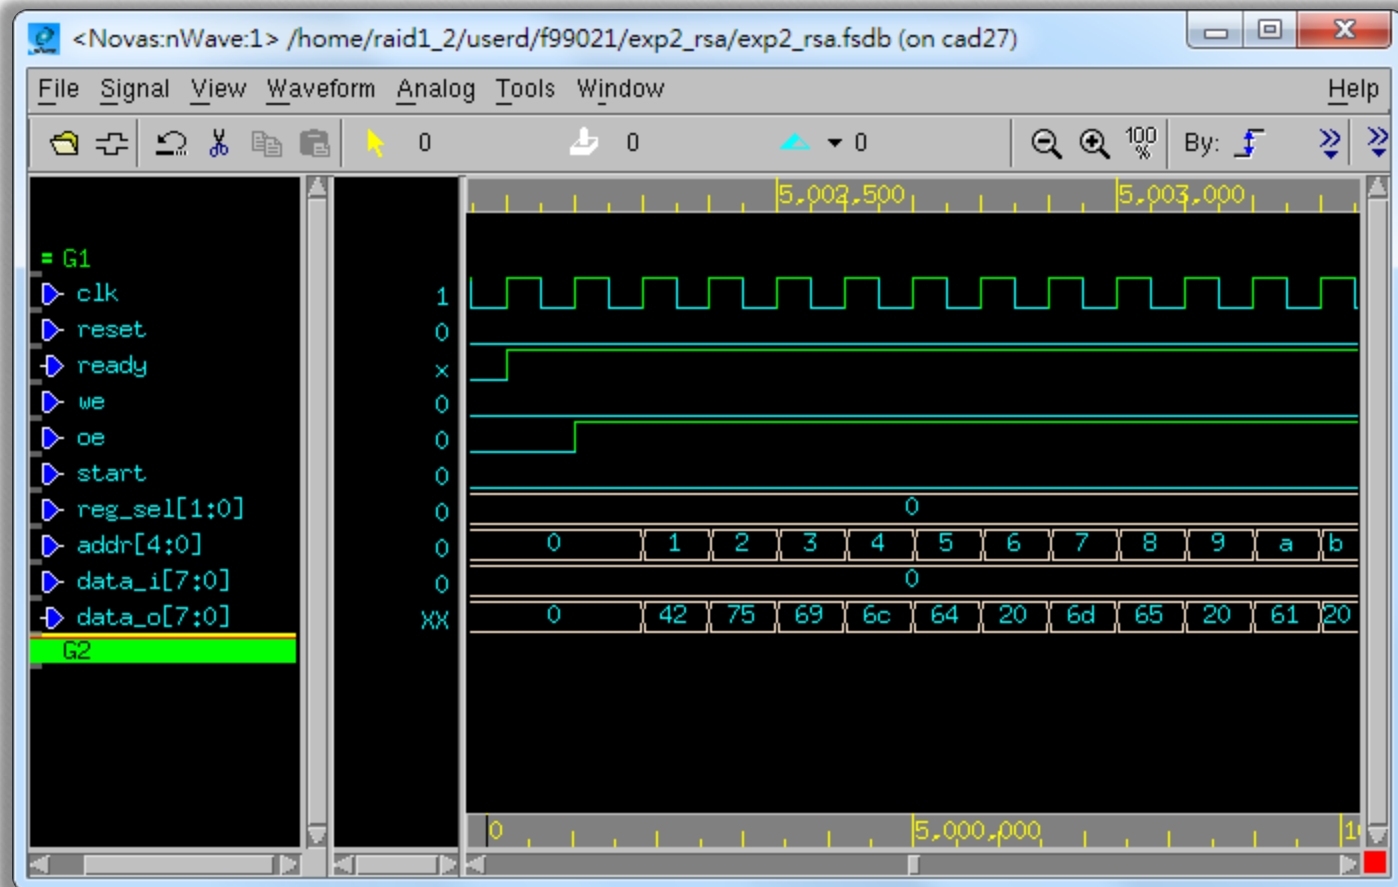 <Novas:nWave:1> /home/raid1_2/userd/f99021/exp2_rsa/exp2_rsa.fsdb (on cad27)
File Signal View Waveform Analog Tools Window Help
0 0 0 100 % By:
5,002,500 5,003,000
= G1
clk 1
reset 0
ready x
we 0
oe 0
start 0
reg_sel[1:0] 0 0
addr[4:0] 0 0 1 2 3 4 5 6 7 8 9 a b
data_i[7:0] 0 0
data_o[7:0] XX 0 42 75 69 6c 64 20 6d 65 20 61 20
G2
0 5,000,000